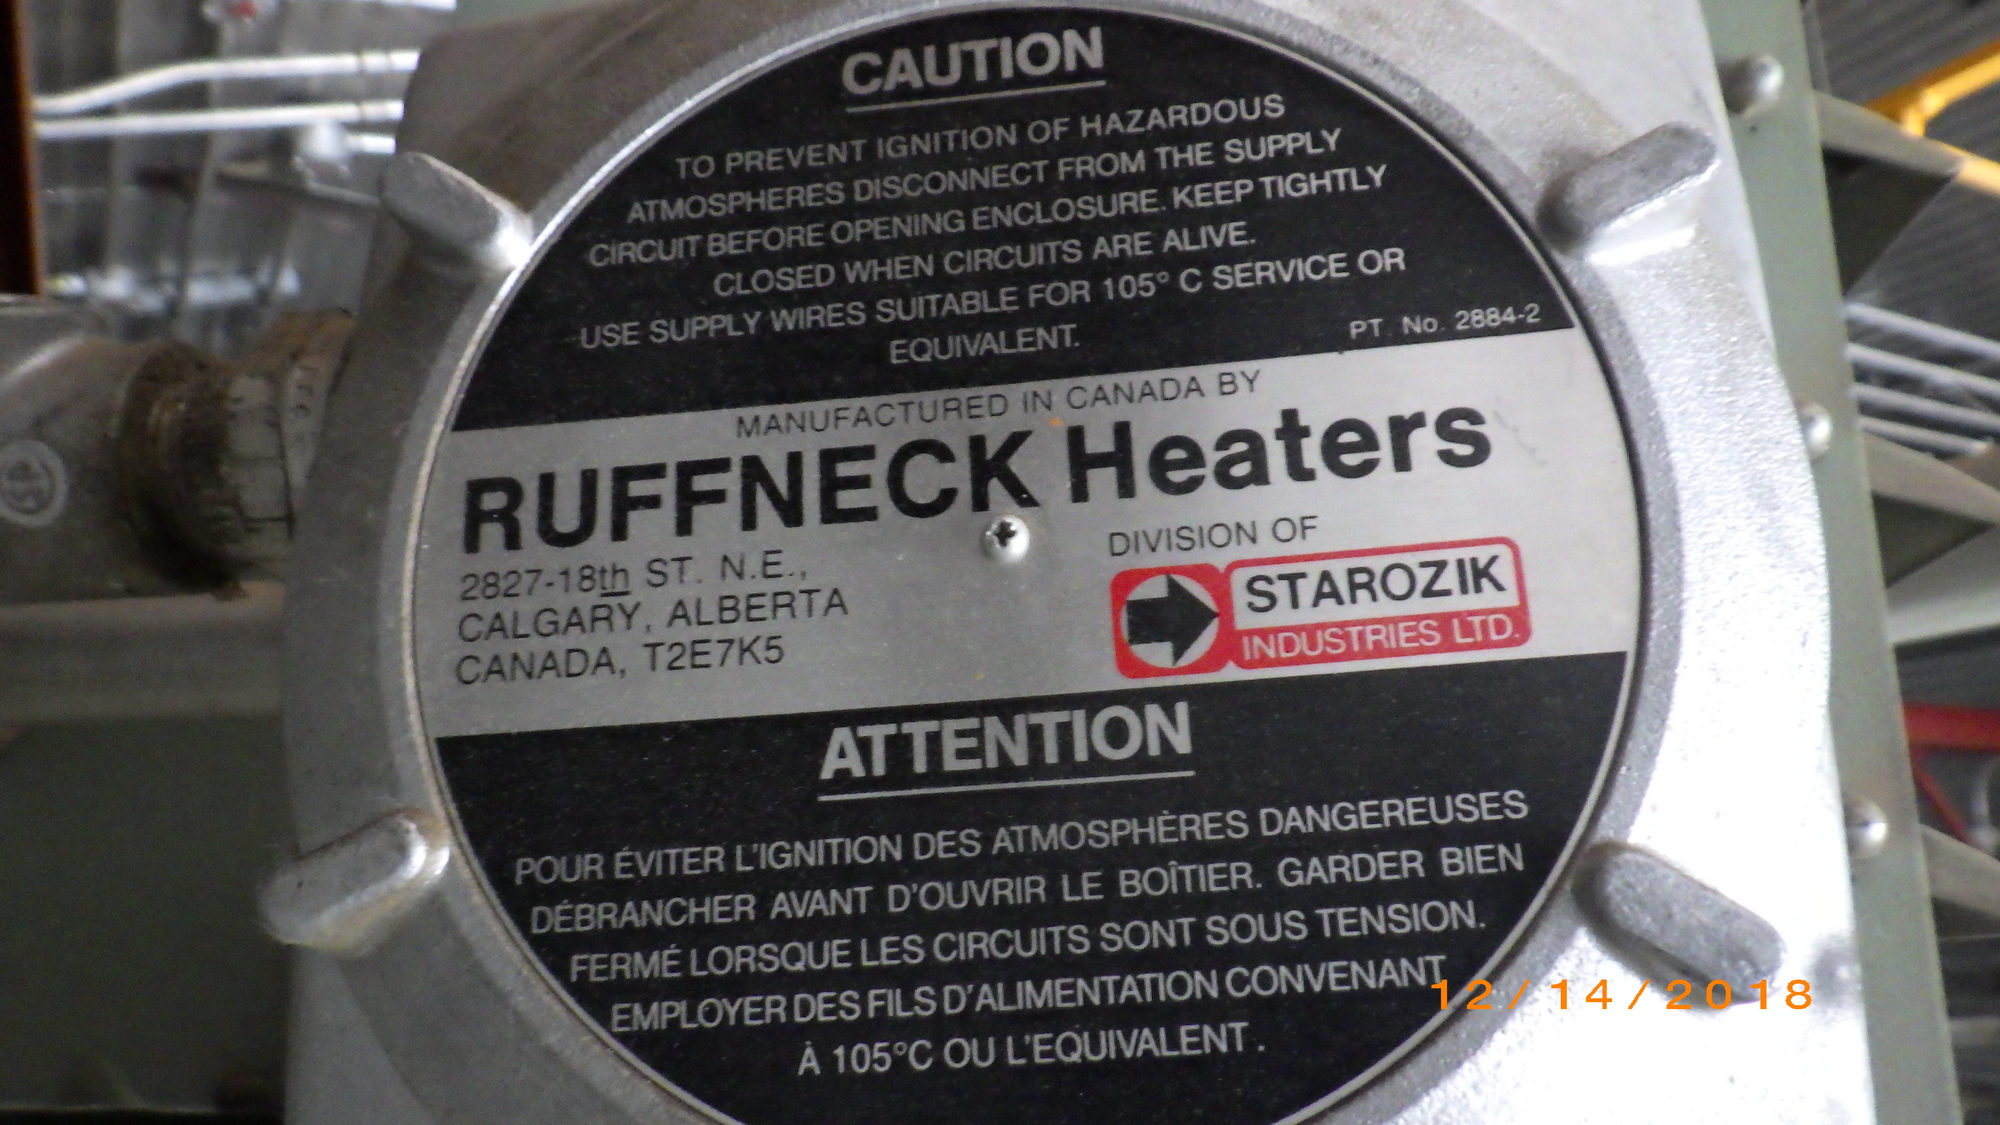 CAUTION
TO PREVENT IGNITION OF HAZARDOUS
ATMOSPHERES DISCONNECT FROM THE SUPPLY
CIRCUIT BEFORE OPENING ENCLOSURE. KEEP TIGHTLY
CLOSED WHEN CIRCUITS ARE ALIVE.
USE SUPPLY WIRES SUITABLE FOR 105° C SERVICE OR
EQUIVALENT.
PT. No. 2884-2
MANUFACTURED IN CANADA BY
RUFFNECK Heaters
2827-18th ST. N.E.,
CALGARY, ALBERTA
CANADA, T2E7K5
DIVISION OF
STAROZIK
INDUSTRIES LTD.
ATTENTION
POUR ÉVITER L'IGNITION DES ATMOSPHÈRES DANGEREUSES
DÉBRANCHER AVANT D'OUVRIR LE BOÎTIER. GARDER BIEN
FERMÉ LORSQUE LES CIRCUITS SONT SOUS TENSION.
EMPLOYER DES FILS D'ALIMENTATION CONVENANT
À 105°C OU L'EQUIVALENT.
12/14/2018